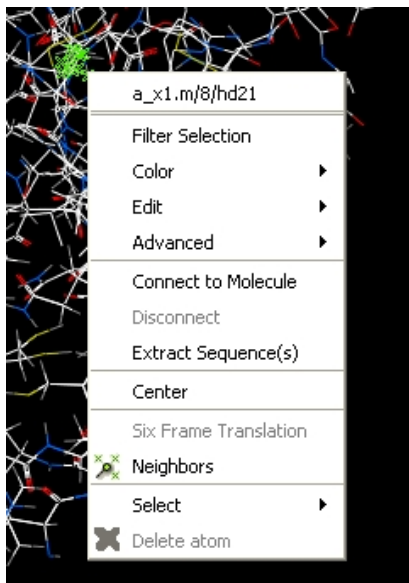 a_x1.m/8/hd21
Filter Selection
Color
Edit
Advanced
Connect to Molecule
Disconnect
Extract Sequence(s)
Center
Six Frame Translation
Neighbors
Select
Delete atom